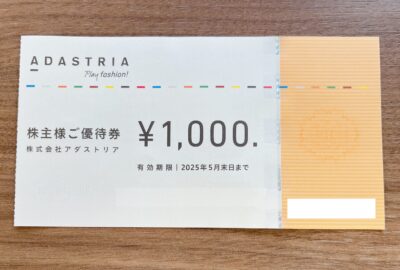 ADASTRIA
Play fashion!
株主様ご優待券
株式会社アダストリア
¥1,000.
有効期限|2025年5月末日まで